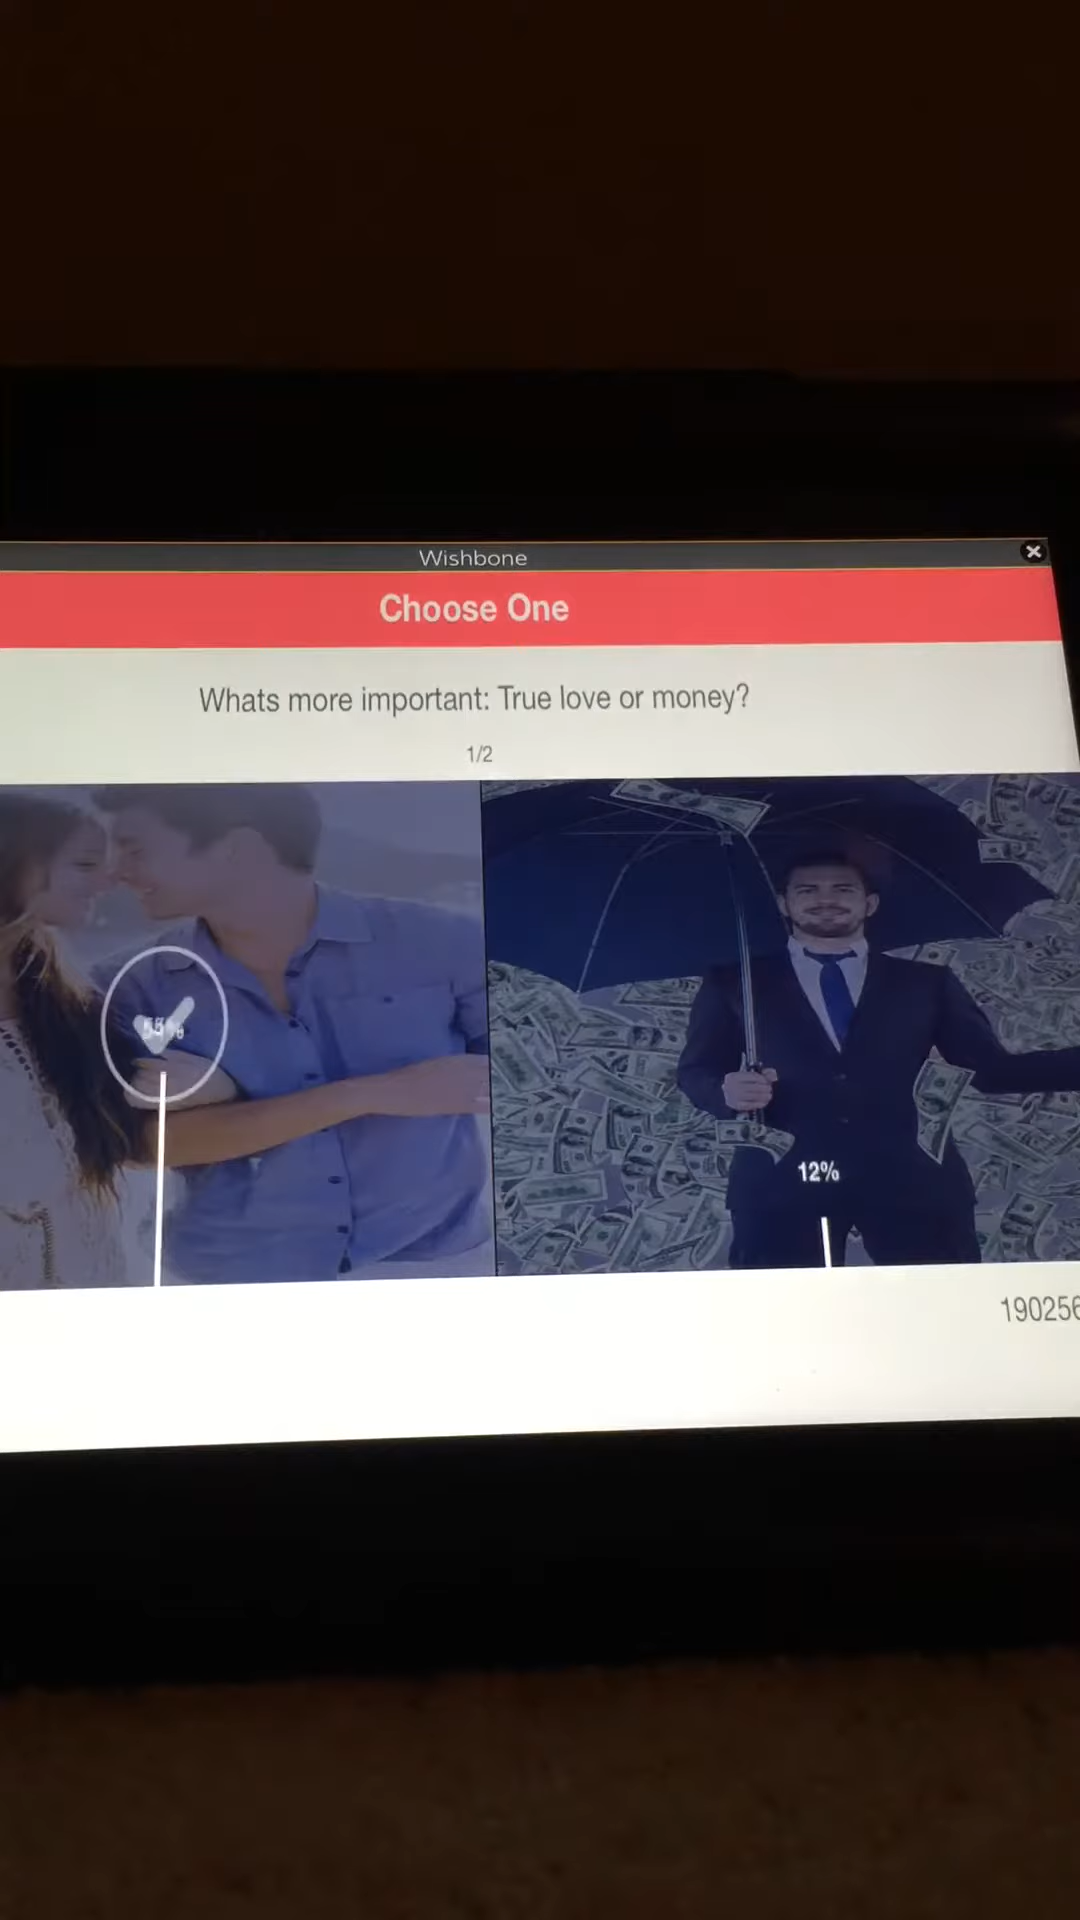 Wishbone
Choose One
Whats more important: True love or money?
1/2
12%
190256